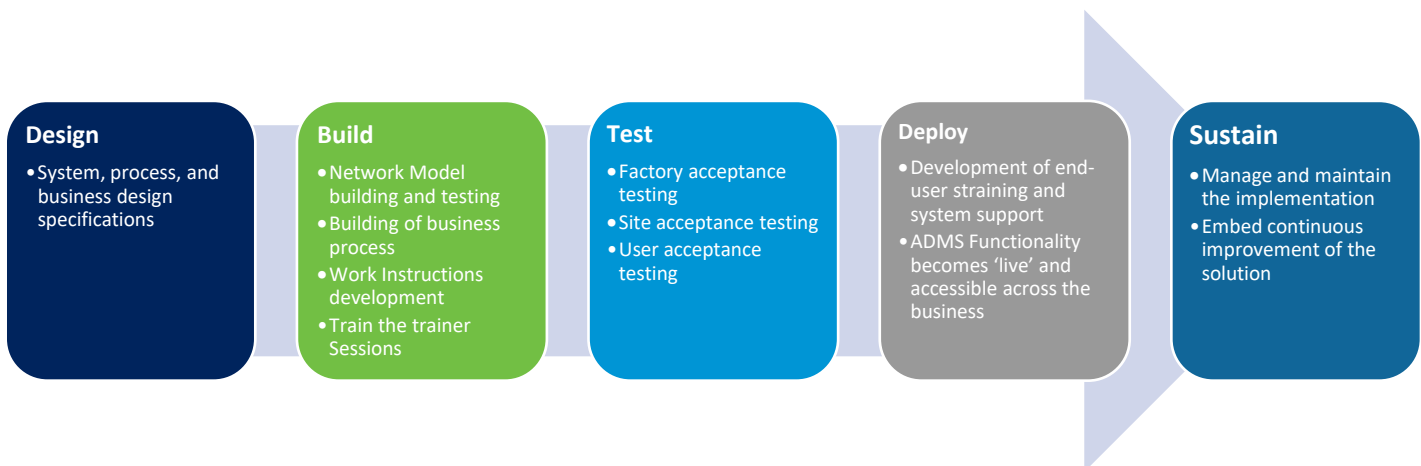 Design
•System, process, and
business design
specifications
Build
•Network Model
building and testing
•Building of business
process
•Work Instructions
development
•Train the trainer
Sessions
Test
•Factory acceptance
testing
•Site acceptance testing
•User acceptance
testing
Deploy
•Development of end-
user straining and
system support
•ADMS Functionality
becomes ‘live’ and
accessible across the
business
Sustain
•Manage and maintain
the implementation
•Embed continuous
improvement of the
solution